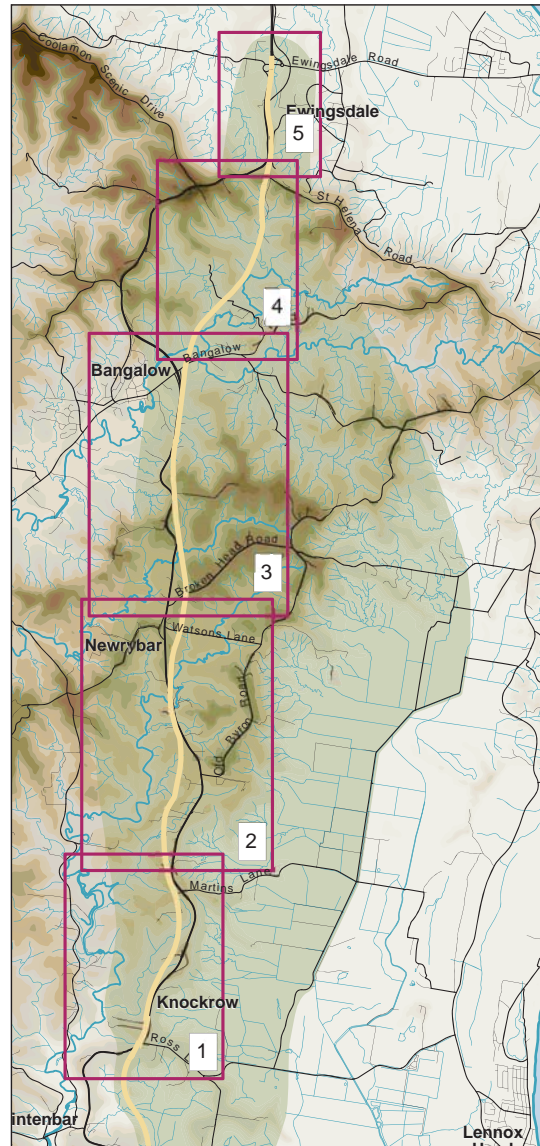 Coolamon Scenic Drive
Ewingsdale Road
Ewingsdale
5
St Helena Road
4
Bangalow
Bangalow
Broken Head Road
3
Watsons Lane
Newrybar
Old Byron Road
2
Martins Lane
Knockrow
Ross
1
intenbar
Lennox